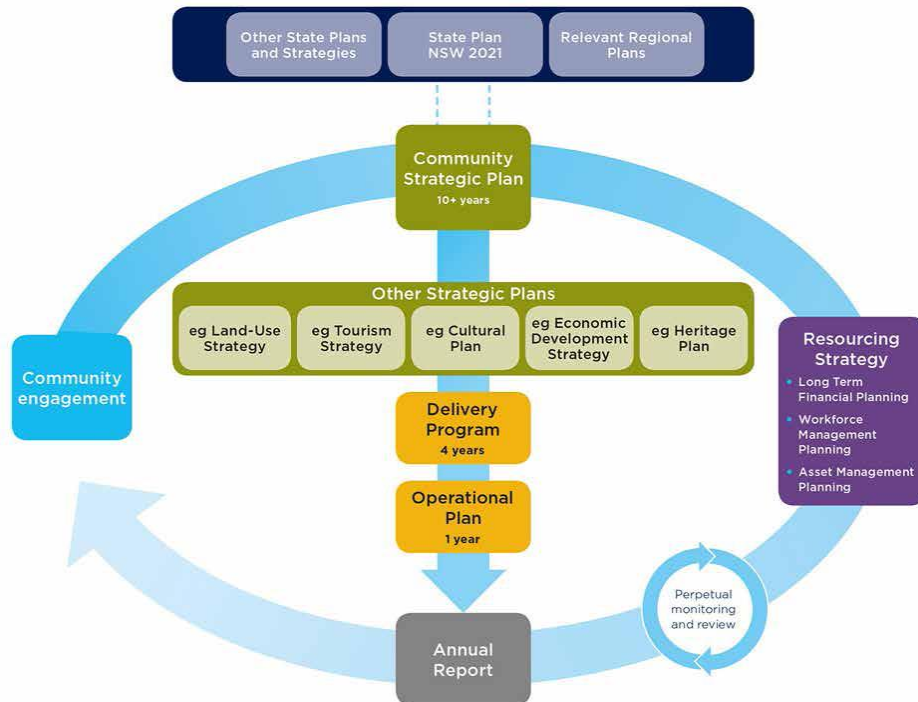 Other State Plans
and Strategies
State Plan
NSW 2021
Relevant Regional
Plans
Community
Strategic Plan
10+ years
Other Strategic Plans
eg Land-Use
Strategy
eg Tourism
Strategy
eg Cultural
Plan
eg Economic
Development
Strategy
eg Heritage
Plan
Community
engagement
Resourcing
Strategy
Long Term
Financial Planning
Workforce
Management
Planning
Asset Management
Planning
Delivery
Program
4 years
Operational
Plan
1 year
Perpetual
monitoring
and review
Annual
Report